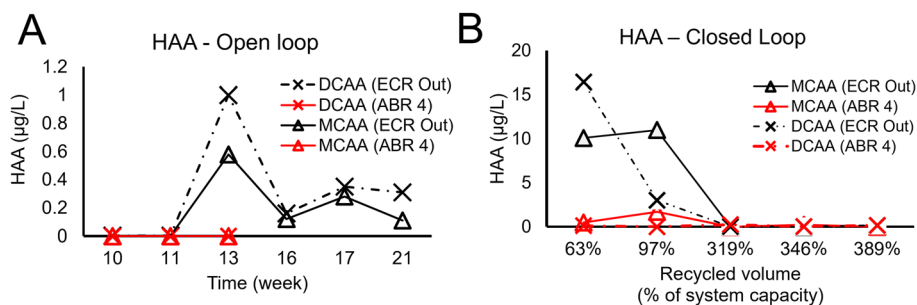 A
HAA - Open loop
HAA (µg/L)
1.2
1
0.8
0.6
0.4
0.2
0
10 11 13 16 17 21
Time (week)
DCAA (ECR Out)
DCAA (ABR 4)
MCAA (ECR Out)
MCAA (ABR 4)
B
HAA – Closed Loop
HAA (µg/L)
20
15
10
5
0
63% 97% 319% 346% 389%
Recycled volume
(% of system capacity)
MCAA (ECR Out)
MCAA (ABR 4)
DCAA (ECR Out)
DCAA (ABR 4)